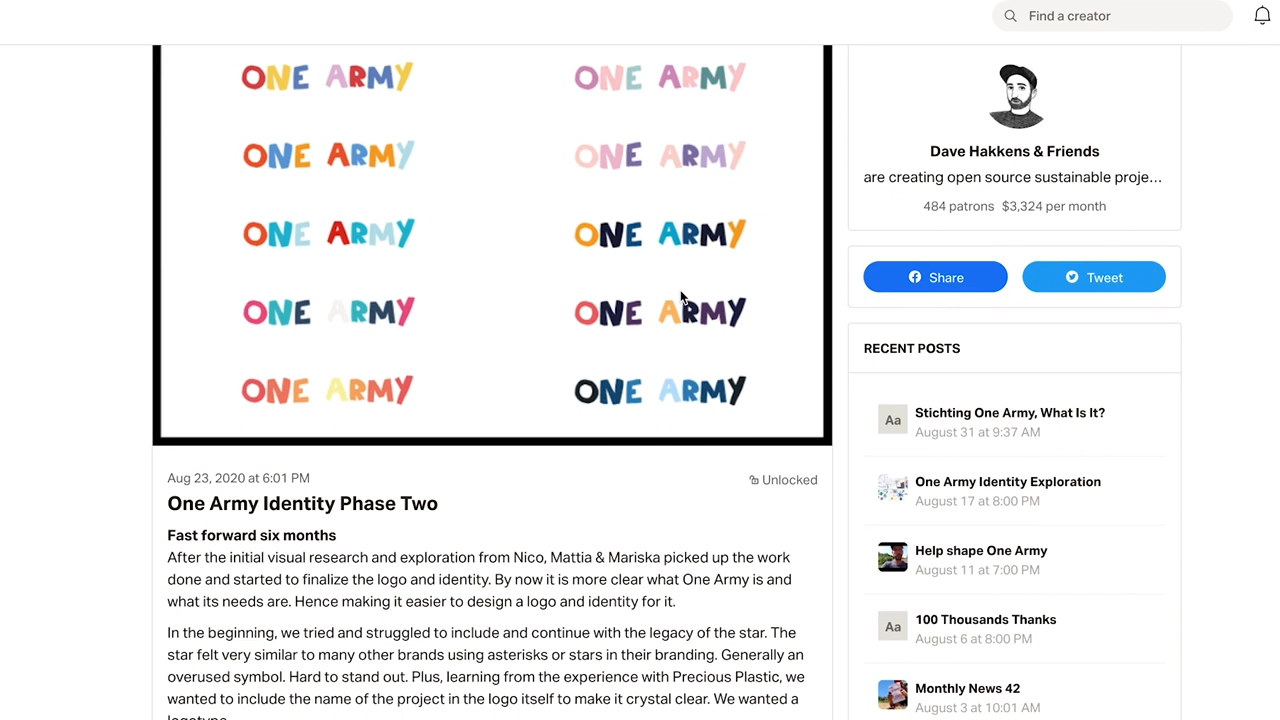 Find a creator
ONE ARMY ONE ARMY
ONE ARMY ONE ARMY
ONE ARMY ONE ARMY
ONE ARMY ONE ARMY
ONE ARMY ONE ARMY
Aug 23, 2020 at 6:01 PM
Unlocked
One Army Identity Phase Two
Fast forward six months
After the initial visual research and exploration from Nico, Mattia & Mariska picked up the work
done and started to finalize the logo and identity. By now it is more clear what One Army is and
what its needs are. Hence making it easier to design a logo and identity for it.
In the beginning, we tried and struggled to include and continue with the legacy of the star. The
star felt very similar to many other brands using asterisks or stars in their branding. Generally an
overused symbol. Hard to stand out. Plus, learning from the experience with Precious Plastic, we
wanted to include the name of the project in the logo itself to make it crystal clear. We wanted a
Dave Hakkens & Friends
are creating open source sustainable proje...
484 patrons $3,324 per month
Share
Tweet
RECENT POSTS
Aa
Stichting One Army, What Is It?
August 31 at 9:37 AM
One Army Identity Exploration
August 17 at 8:00 PM
Help shape One Army
August 11 at 7:00 PM
Aa
100 Thousands Thanks
August 6 at 8:00 PM
Monthly News 42
August 3 at 10:01 AM